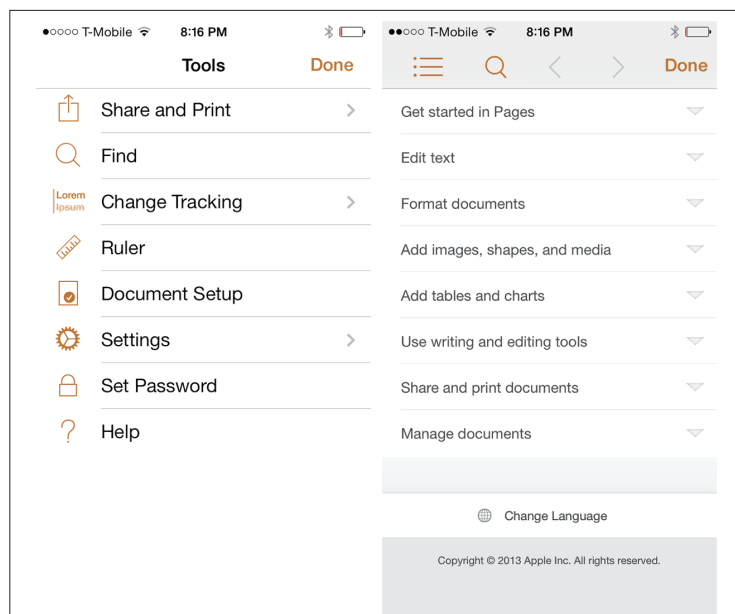 T-Mobile 8:16 PM
Tools Done
Share and Print
Find
Lorem
Ipsum
Change Tracking
Ruler
Document Setup
Settings
Set Password
Help
T-Mobile 8:16 PM
Done
Get started in Pages
Edit text
Format documents
Add images, shapes, and media
Add tables and charts
Use writing and editing tools
Share and print documents
Manage documents
Change Language
Copyright © 2013 Apple Inc. All rights reserved.